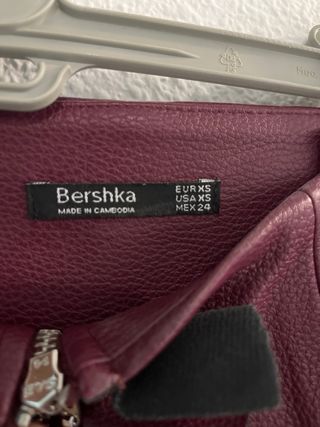 Bershka
MADE IN CAMBODIA
EUR XS
USA XS
MEX 24